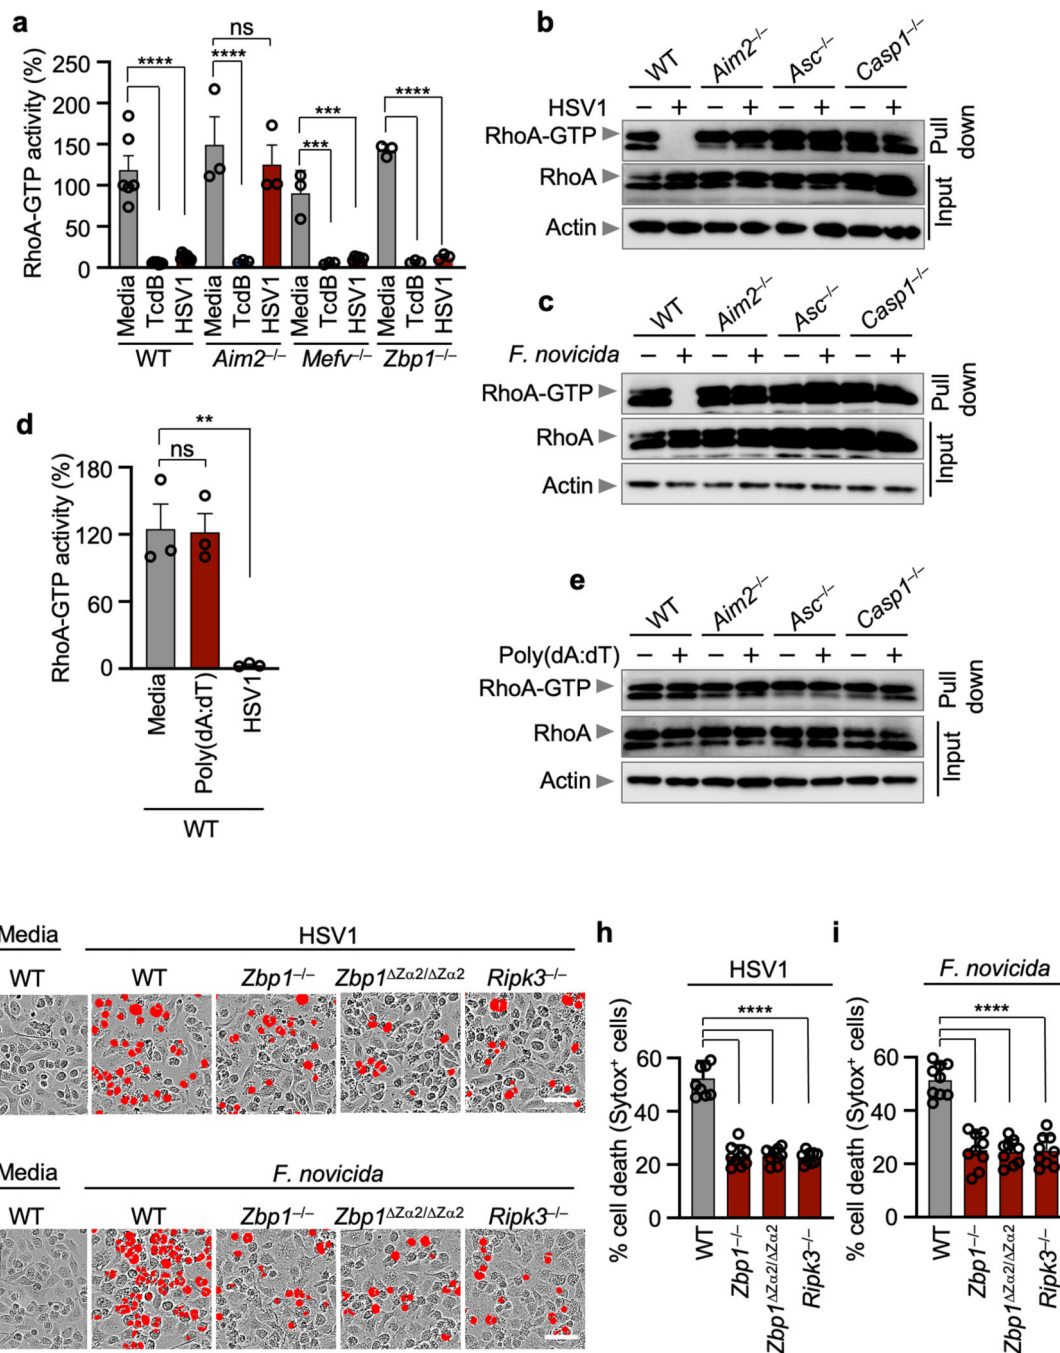 a
RhoA-GTP activity (%)
250
200
150
100
50
0
****
ns
****
***
***
****
Media
TcdB
HSV1
Media
TcdB
HSV1
Media
TcdB
HSV1
Media
TcdB
HSV1
WT
Aim2–/–
Mefv–/–
Zbp1–/–
b
WT
Aim2–/–
Asc–/–
Casp1–/–
HSV1 – + – + – + – +
RhoA-GTP
RhoA
Actin
Pull down
Input
c
WT
Aim2–/–
Asc–/–
Casp1–/–
F. novicida – + – + – + – +
RhoA-GTP
RhoA
Actin
Pull down
Input
d
RhoA-GTP activity (%)
180
120
60
0
**
ns
Media
Poly(dA:dT)
HSV1
WT
e
WT
Aim2–/–
Asc–/–
Casp1–/–
Poly(dA:dT) – + – + – + – +
RhoA-GTP
RhoA
Actin
Pull down
Input
Media HSV1
WT WT Zbp1–/– Zbp1ΔZα2/ΔZα2 Ripk3–/–
Media F. novicida
WT WT Zbp1–/– Zbp1ΔZα2/ΔZα2 Ripk3–/–
h
HSV1
% cell death (Sytox+ cells)
****
60
40
20
0
WT
Zbp1–/–
Zbp1ΔZα2/ΔZα2
Ripk3–/–
i
F. novicida
% cell death (Sytox+ cells)
****
60
40
20
0
WT
Zbp1–/–
Zbp1ΔZα2/ΔZα2
Ripk3–/–